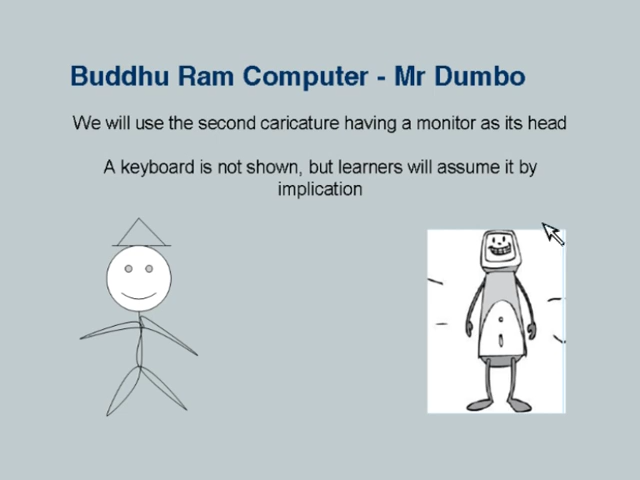 Buddhu Ram Computer - Mr Dumbo
We will use the second caricature having a monitor as its head
A keyboard is not shown, but learners will assume it by
implication